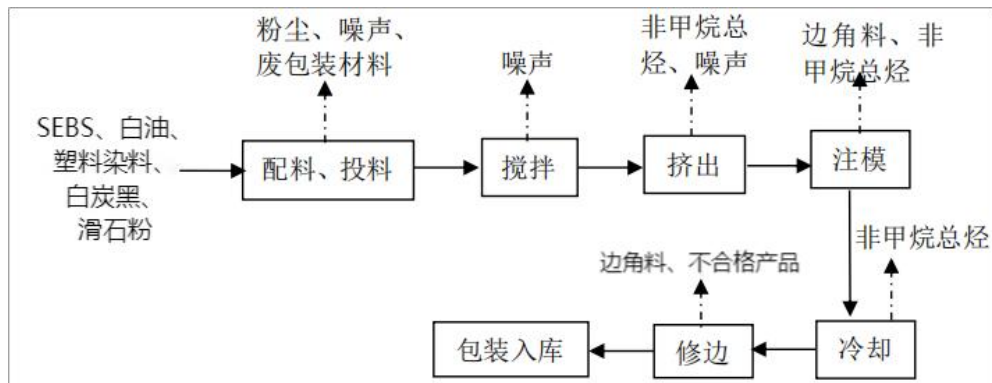 粉尘、噪声、
废包装材料
噪声
非甲烷总
烃、噪声
边角料、非
甲烷总烃
SEBS、白油、
塑料染料、
白炭黑、
滑石粉
配料、投料
搅拌
挤出
注模
非甲烷总烃
边角料、不合格产品
包装入库
修边
冷却